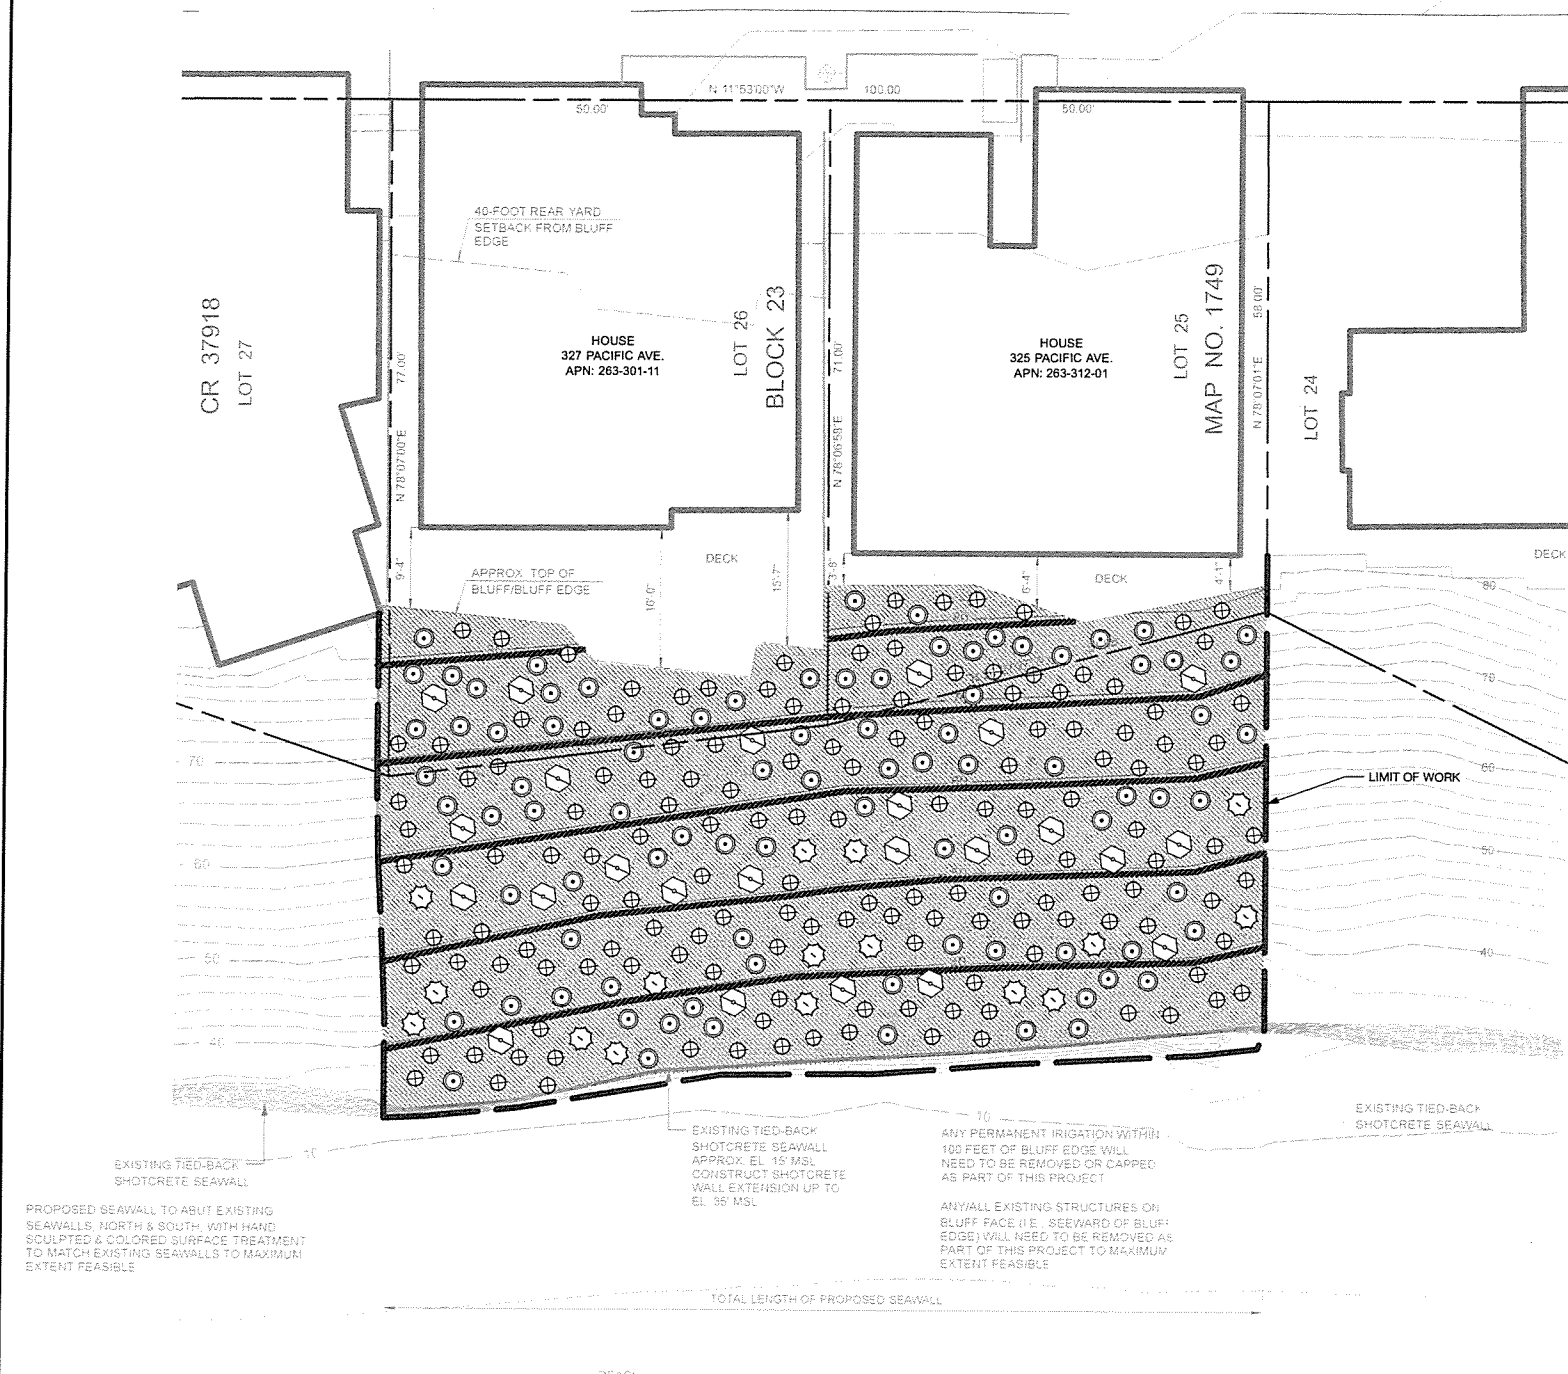 N 11°53'00"W
100.00
50.00'
50.00'
40-FOOT REAR YARD
SETBACK FROM BLUFF
EDGE
CR 37918
LOT 27
77.00'
N 78°07'00"E
HOUSE
327 PACIFIC AVE.
APN: 263-301-11
LOT 26
BLOCK 23
71.00'
N 78°06'59"E
HOUSE
325 PACIFIC AVE.
APN: 263-312-01
LOT 25
MAP NO. 1749
58.00'
N 78°07'01"E
LOT 24
9'-4"
APPROX. TOP OF
BLUFF/BLUFF EDGE
16'-0"
DECK
15'-7"
3'-8"
6'-4"
DECK
4'-1"
DECK
80
70
60
50
40
70
60
50
40
LIMIT OF WORK
10
10
EXISTING TIED-BACK
SHOTCRETE SEAWALL
PROPOSED SEAWALL TO ABUT EXISTING
SEAWALLS, NORTH & SOUTH, WITH HAND
SCULPTED & COLORED SURFACE TREATMENT
TO MATCH EXISTING SEAWALLS TO MAXIMUM
EXTENT FEASIBLE
EXISTING TIED-BACK
SHOTCRETE SEAWALL
APPROX. EL. 15' MSL
CONSTRUCT SHOTCRETE
WALL EXTENSION UP TO
EL. 35' MSL
ANY PERMANENT IRIGATION WITHIN
100 FEET OF BLUFF EDGE WILL
NEED TO BE REMOVED OR CAPPED
AS PART OF THIS PROJECT
ANY/ALL EXISTING STRUCTURES ON
BLUFF FACE (I.E., SEEWARD OF BLUFF
EDGE) WILL NEED TO BE REMOVED AS
PART OF THIS PROJECT TO MAXIMUM
EXTENT FEASIBLE
EXISTING TIED-BACK
SHOTCRETE SEAWALL
TOTAL LENGTH OF PROPOSED SEAWALL